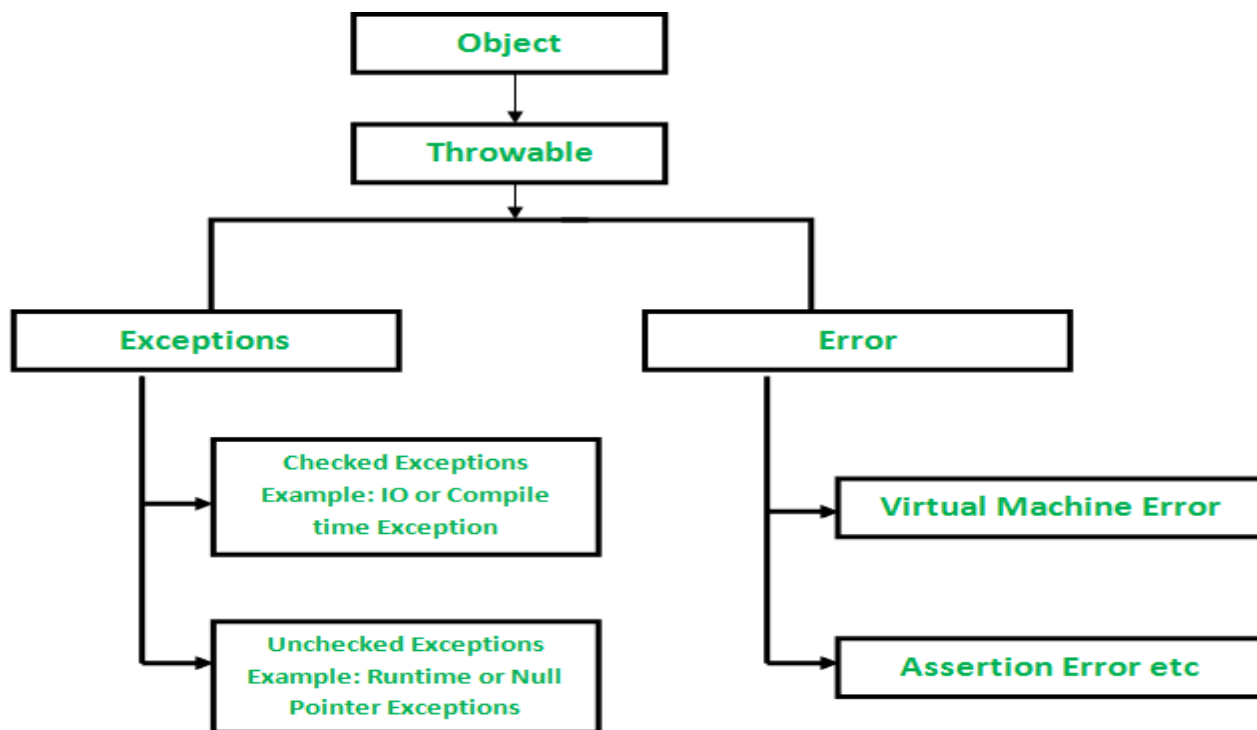 Object
Throwable
Exceptions
Error
Checked Exceptions
Example: IO or Compile
time Exception
Virtual Machine Error
Unchecked Exceptions
Example: Runtime or Null
Pointer Exceptions
Assertion Error etc